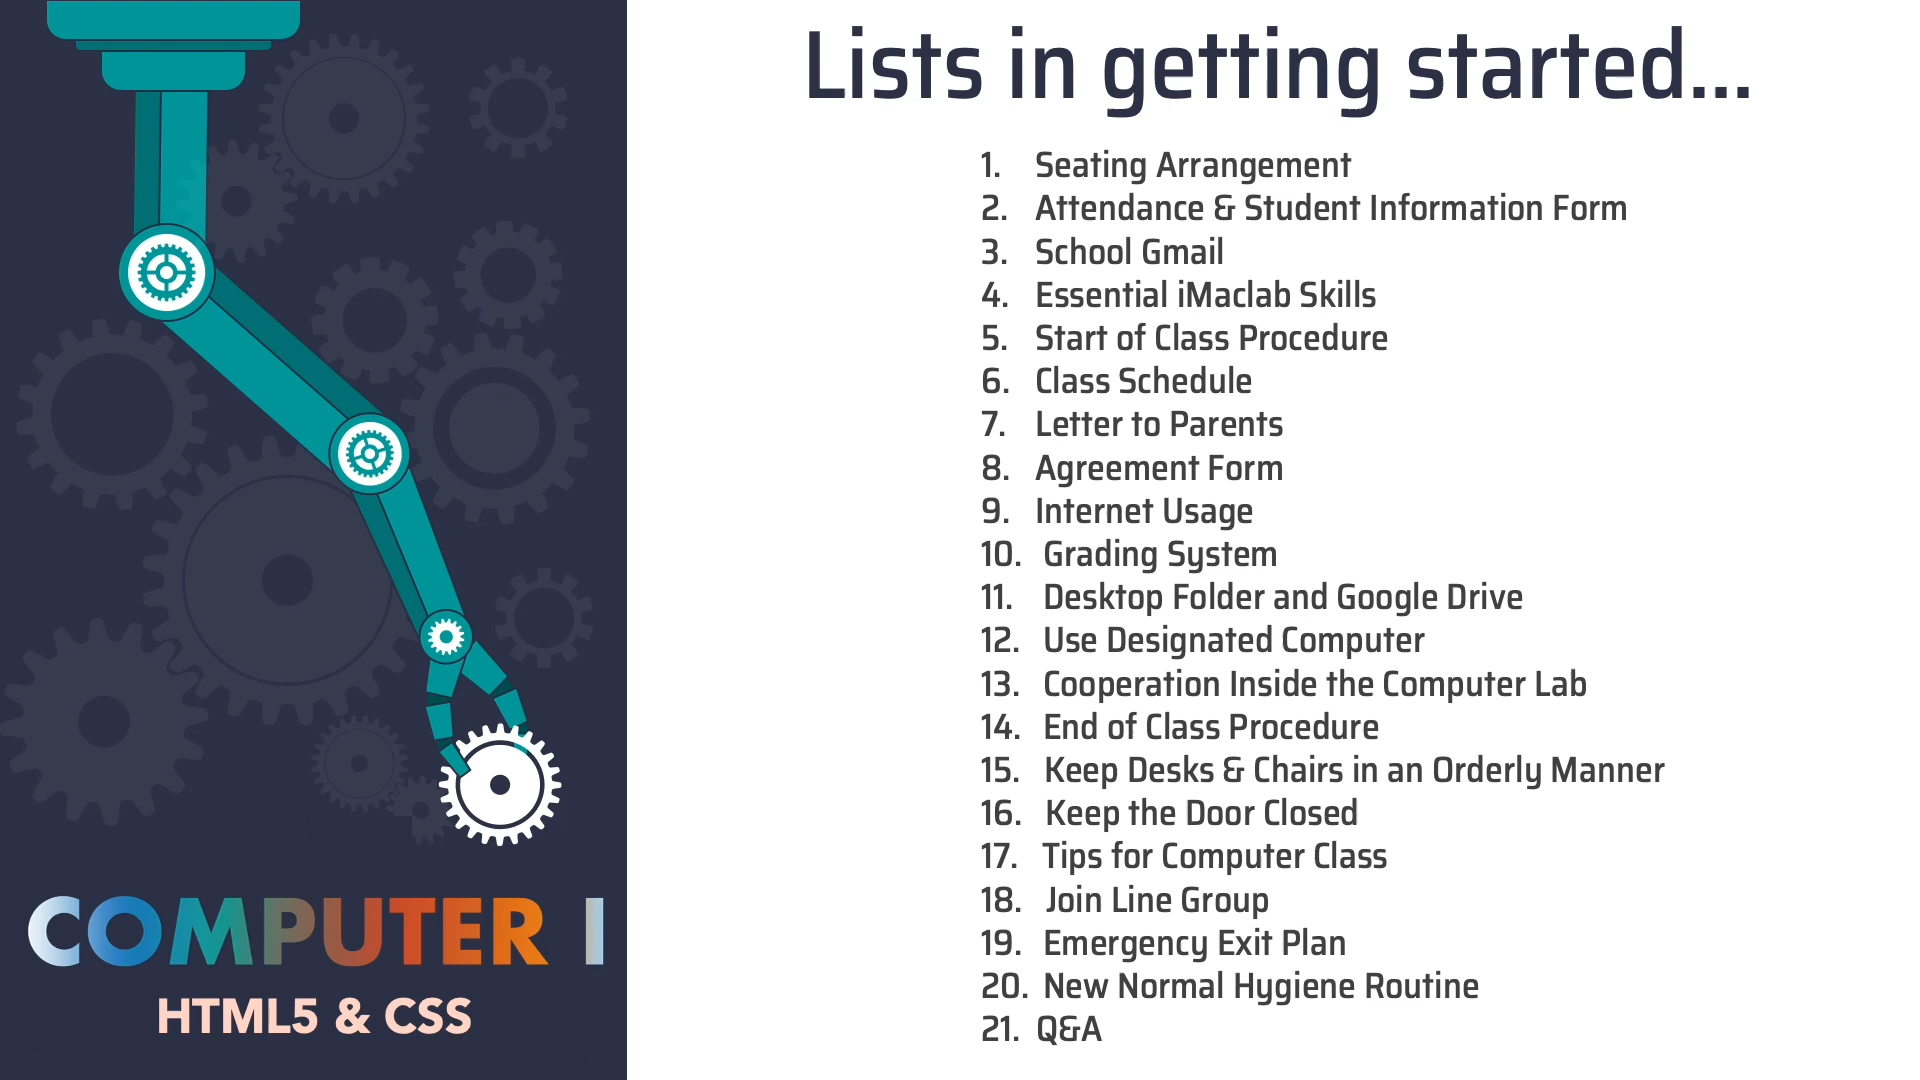 Lists in getting started...
1. Seating Arrangement
2. Attendance & Student Information Form
3. School Gmail
4. Essential iMaclab Skills
5. Start of Class Procedure
6. Class Schedule
7. Letter to Parents
8. Agreement Form
9. Internet Usage
10. Grading System
11. Desktop Folder and Google Drive
12. Use Designated Computer
13. Cooperation Inside the Computer Lab
14. End of Class Procedure
15. Keep Desks & Chairs in an Orderly Manner
16. Keep the Door Closed
17. Tips for Computer Class
18. Join Line Group
19. Emergency Exit Plan
20. New Normal Hygiene Routine
21. Q&A
COMPUTER I
HTML5 & CSS